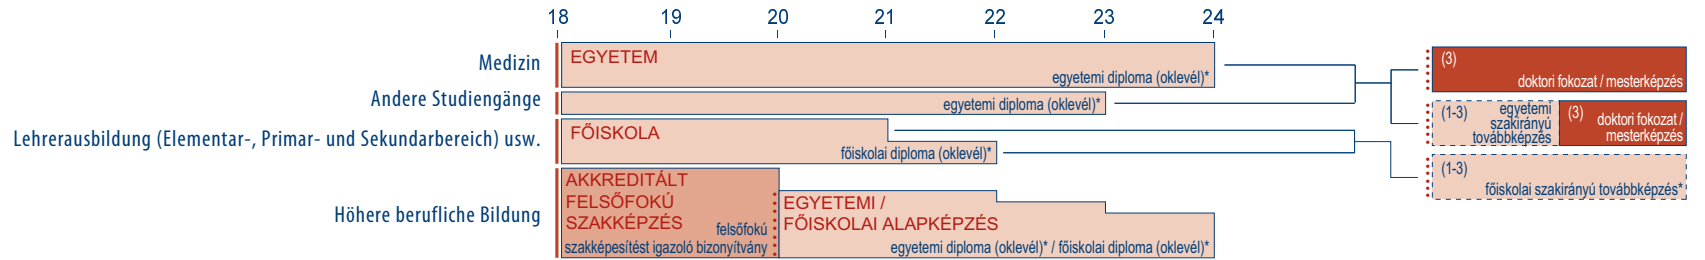 18 19 20 21 22 23 24
Medizin
EGYETEM
egyetemi diploma (oklevél)*
(3)
doktori fokozat / mesterképzés
Andere Studiengänge
egyetemi diploma (oklevél)*
(1-3)
egyetemi
szakirányú
továbbképzés
(3)
doktori fokozat /
mesterképzés
Lehrerausbildung (Elementar-, Primar- und Sekundarbereich) usw.
FŐISKOLA
főiskolai diploma (oklevél)*
(1-3)
főiskolai szakirányú továbbképzés*
Höhere berufliche Bildung
AKKREDITÁLT
FELSŐFOKÚ
SZAKKÉPZÉS
felsőfokú
szakképesítést igazoló bizonyítvány
EGYETEMI /
FŐISKOLAI ALAPKÉPZÉS
egyetemi diploma (oklevél)* / főiskolai diploma (oklevél)*